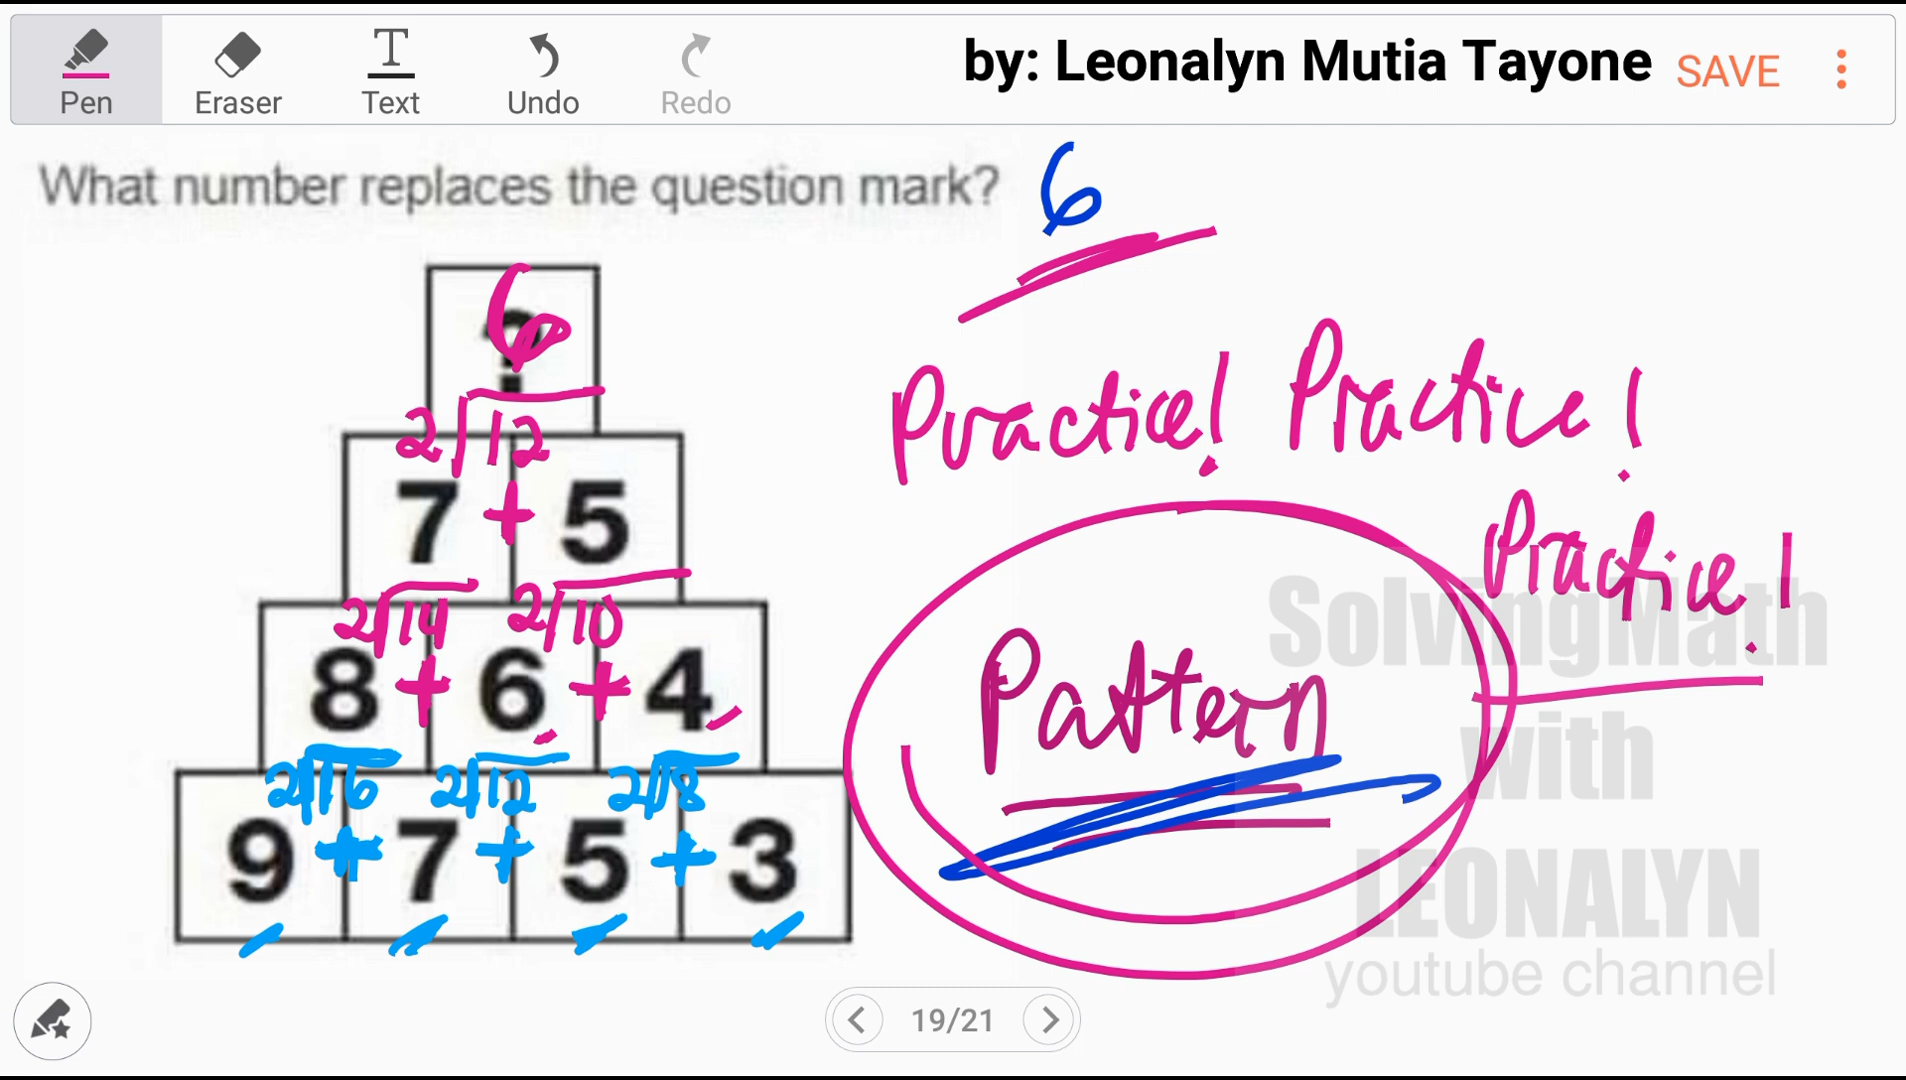 by: Leonalyn Mutia Tayone
SAVE
Pen
Eraser
Text
Undo
Redo
What number replaces the question mark?
6
?
6
2 12
7 + 5
2 14 2 10
8 + 6 + 4
2 16 2 12 2 8
9 + 7 + 5 + 3
Practice! Practice!
Practice!
Pattern
SolvingMath
with
LEONALYN
youtube channel
19/21